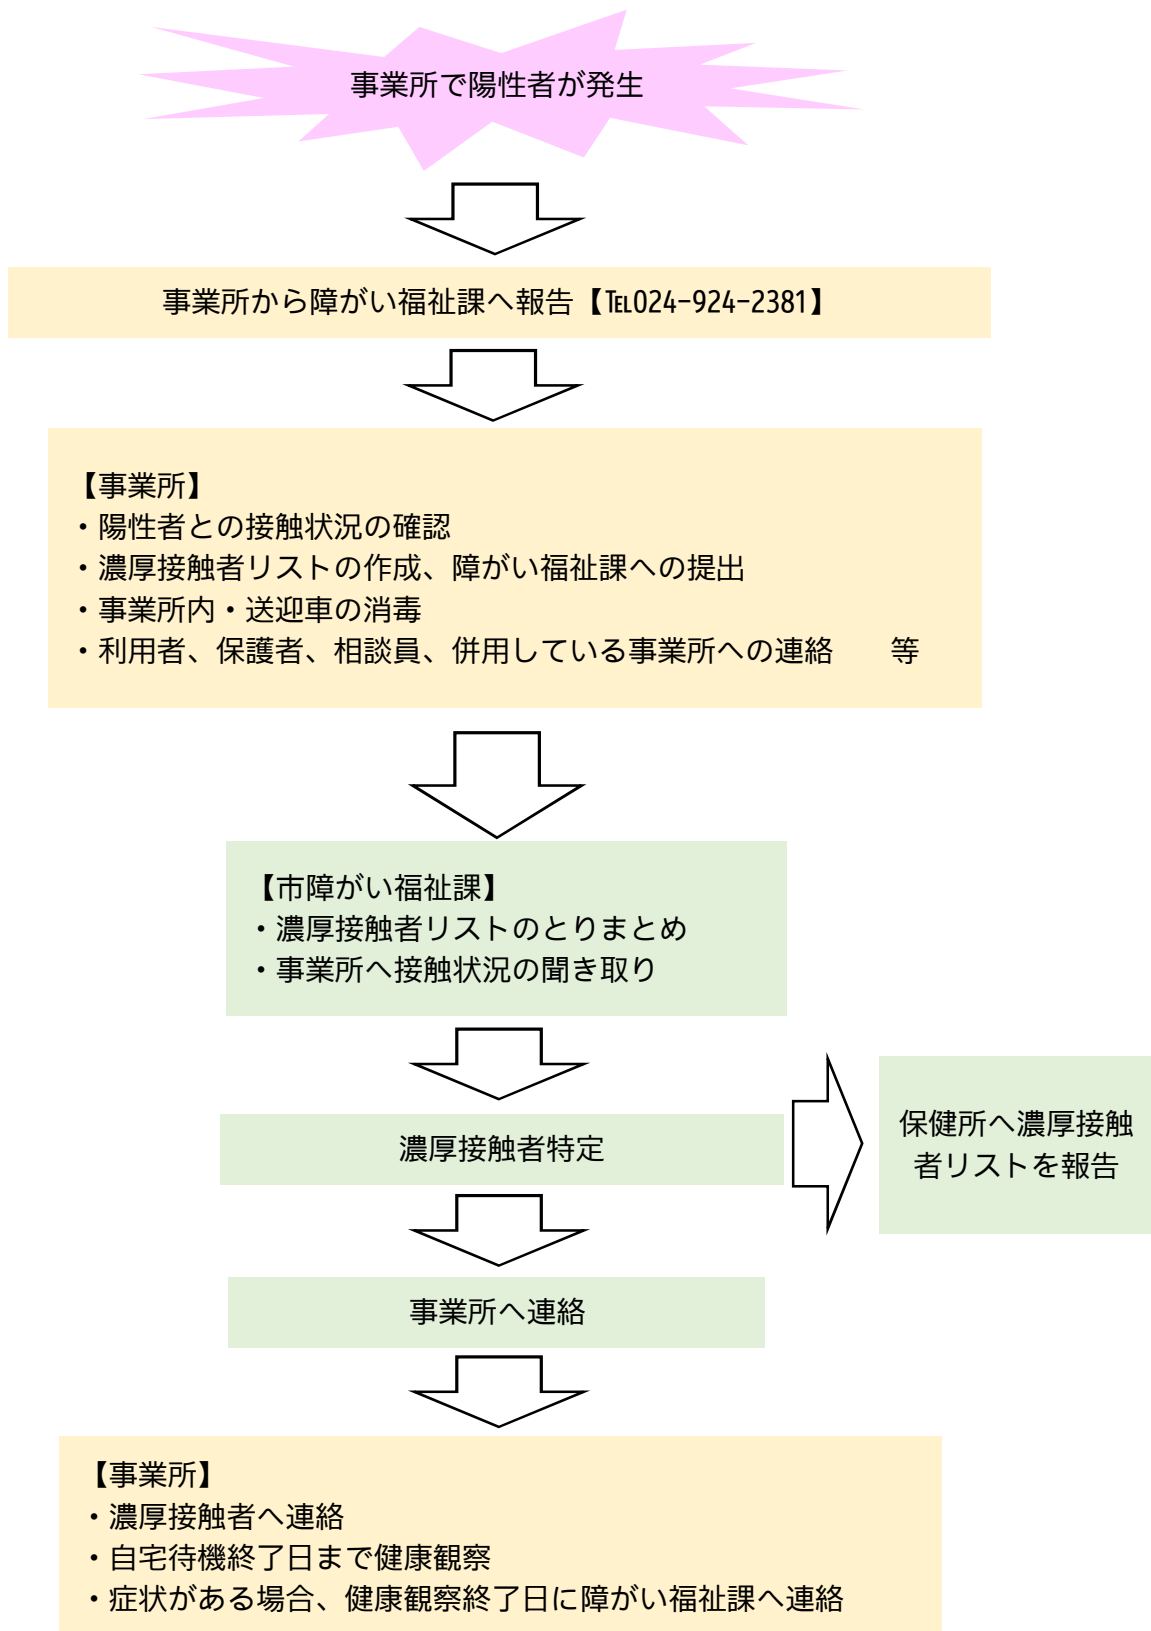 事業所で陽性者が発生
事業所から障がい福祉課へ報告【℡024-924-2381】
【事業所】
・陽性者との接触状況の確認
・濃厚接触者リストの作成、障がい福祉課への提出
・事業所内・送迎車の消毒
・利用者、保護者、相談員、併用している事業所への連絡　　等
【市障がい福祉課】
・濃厚接触者リストのとりまとめ
・事業所へ接触状況の聞き取り
濃厚接触者特定
保健所へ濃厚接触
者リストを報告
事業所へ連絡
【事業所】
・濃厚接触者へ連絡
・自宅待機終了日まで健康観察
・症状がある場合、健康観察終了日に障がい福祉課へ連絡